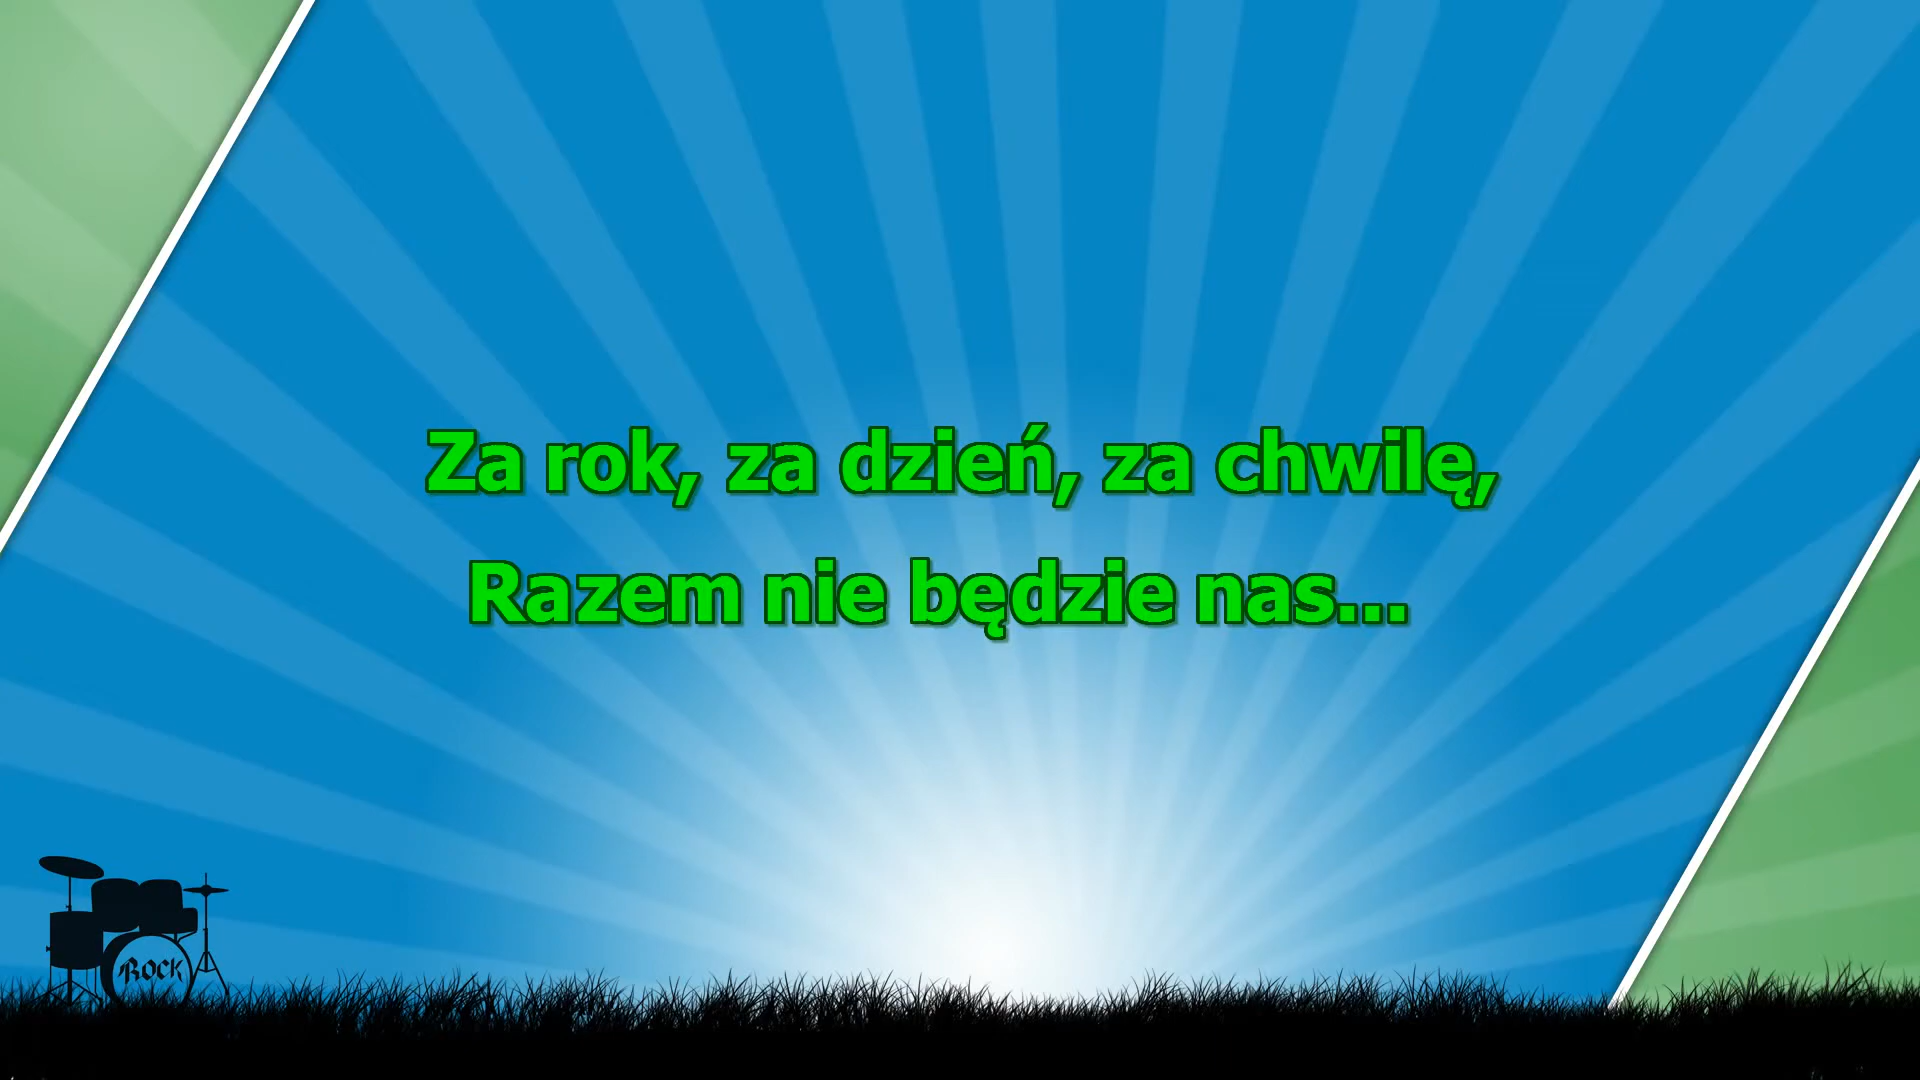 Za rok, za dzień, za chwilę,
Razem nie będzie nas...
ROCK